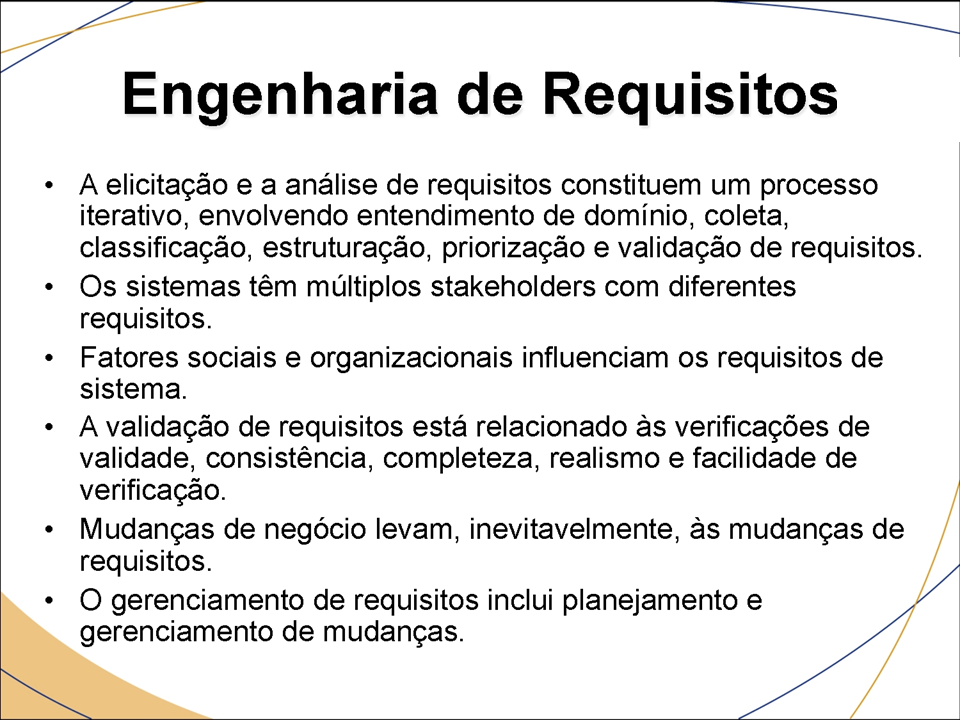 Engenharia de Requisitos
• A elicitação e a análise de requisitos constituem um processo
iterativo, envolvendo entendimento de domínio, coleta,
classificação, estruturação, priorização e validação de requisitos.
• Os sistemas têm múltiplos stakeholders com diferentes
requisitos.
• Fatores sociais e organizacionais influenciam os requisitos de
sistema.
• A validação de requisitos está relacionado às verificações de
validade, consistência, completeza, realismo e facilidade de
verificação.
• Mudanças de negócio levam, inevitavelmente, às mudanças de
requisitos.
• O gerenciamento de requisitos inclui planejamento e
gerenciamento de mudanças.